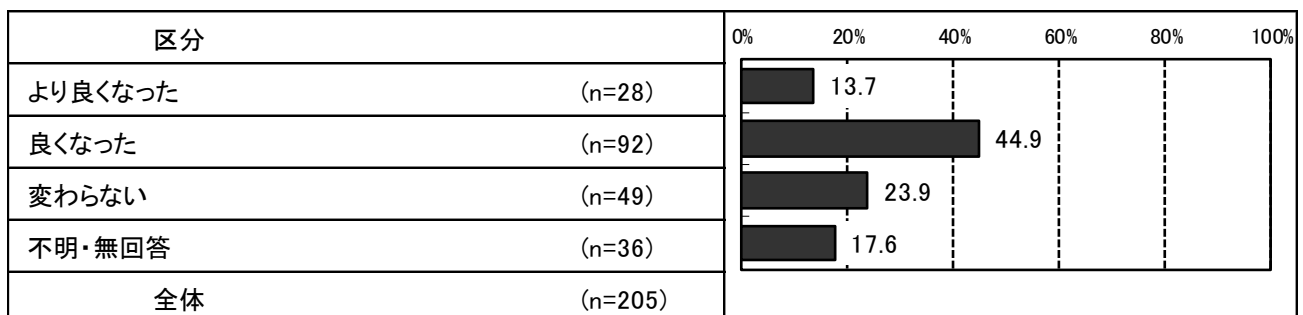 区分 0% 20% 40% 60% 80% 100%
より良くなった (n=28) 13.7
良くなった (n=92) 44.9
変わらない (n=49) 23.9
不明・無回答 (n=36) 17.6
全体 (n=205)